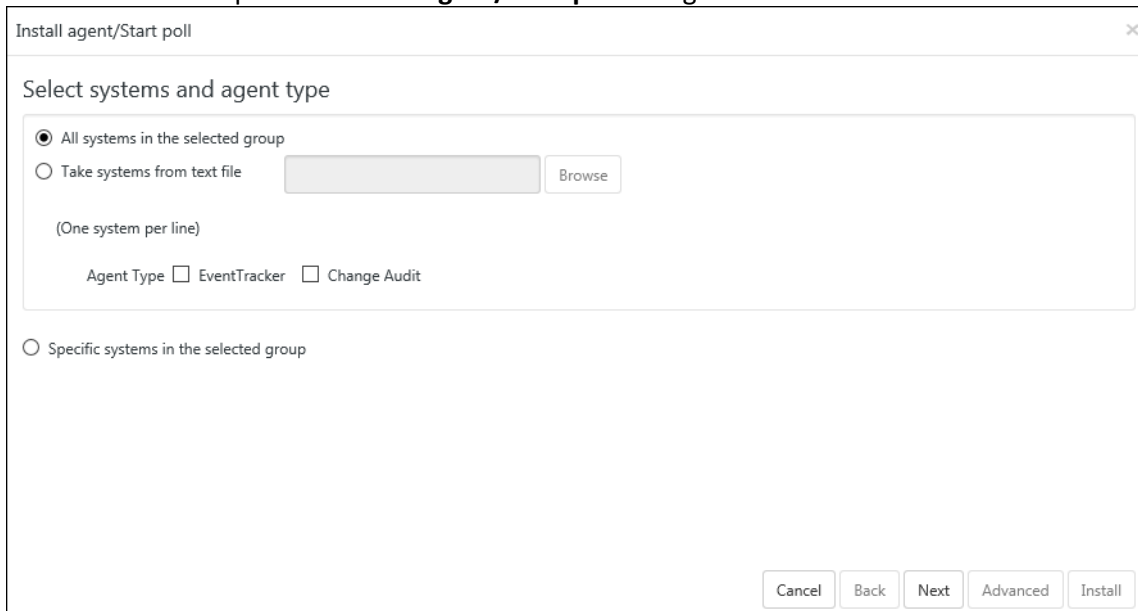 Install agent/Start poll
Select systems and agent type
All systems in the selected group
Take systems from text file Browse
(One system per line)
Agent Type EventTracker Change Audit
Specific systems in the selected group
Cancel Back Next Advanced Install